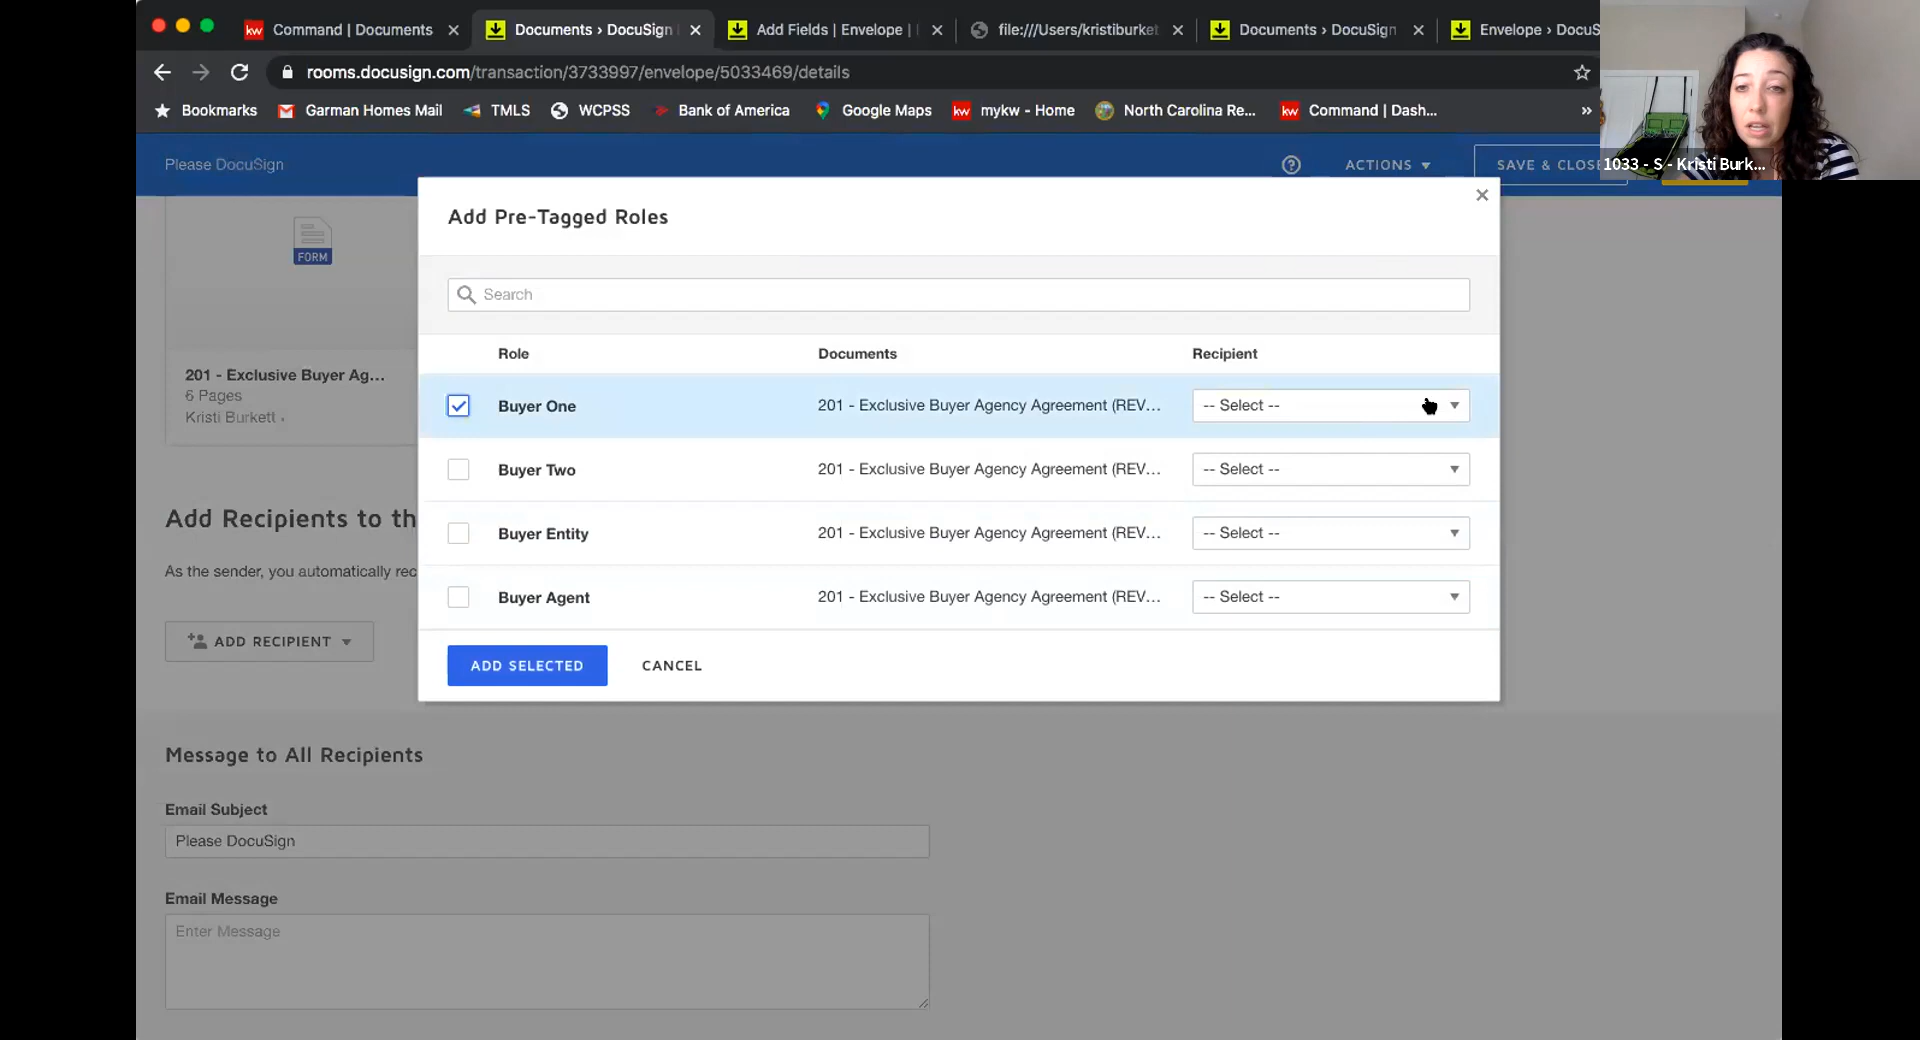 kw Command | Documents
Documents › DocuSign
Add Fields | Envelope |
file:///Users/kristiburket
Documents › DocuSign
Envelope › DocuS
rooms.docusign.com/transaction/3733997/envelope/5033469/details
Bookmarks
Garman Homes Mail
TMLS
WCPSS
Bank of America
Google Maps
kw mykw - Home
North Carolina Re...
kw Command | Dash...
»
1033 - S - Kristi Burk...
Please DocuSign
ACTIONS
SAVE & CLOSE
Add Pre-Tagged Roles
Search
Role Documents Recipient
Buyer One 201 - Exclusive Buyer Agency Agreement (REV... -- Select --
Buyer Two 201 - Exclusive Buyer Agency Agreement (REV... -- Select --
Buyer Entity 201 - Exclusive Buyer Agency Agreement (REV... -- Select --
Buyer Agent 201 - Exclusive Buyer Agency Agreement (REV... -- Select --
ADD SELECTED CANCEL
FORM
201 - Exclusive Buyer Ag...
6 Pages
Kristi Burkett
Add Recipients to th
As the sender, you automatically rec
ADD RECIPIENT
Message to All Recipients
Email Subject
Please DocuSign
Email Message
Enter Message